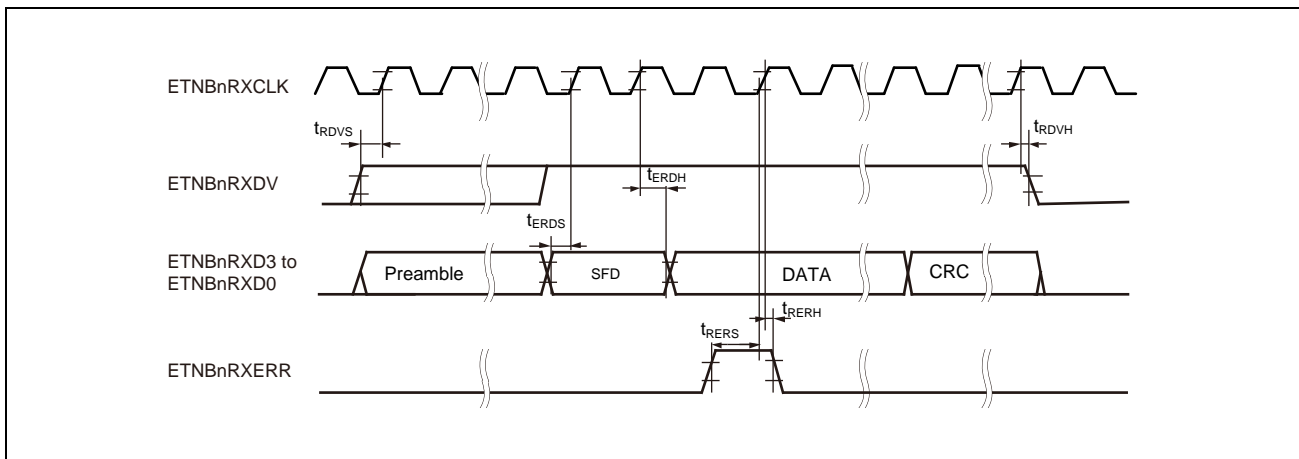 ETNBnRXCLK
tRDVS
tRDVH
ETNBnRXDV
tERDH
tERDS
ETNBnRXD3 to
ETNBnRXD0
Preamble
SFD
DATA
CRC
tRERH
tRERS
ETNBnRXERR